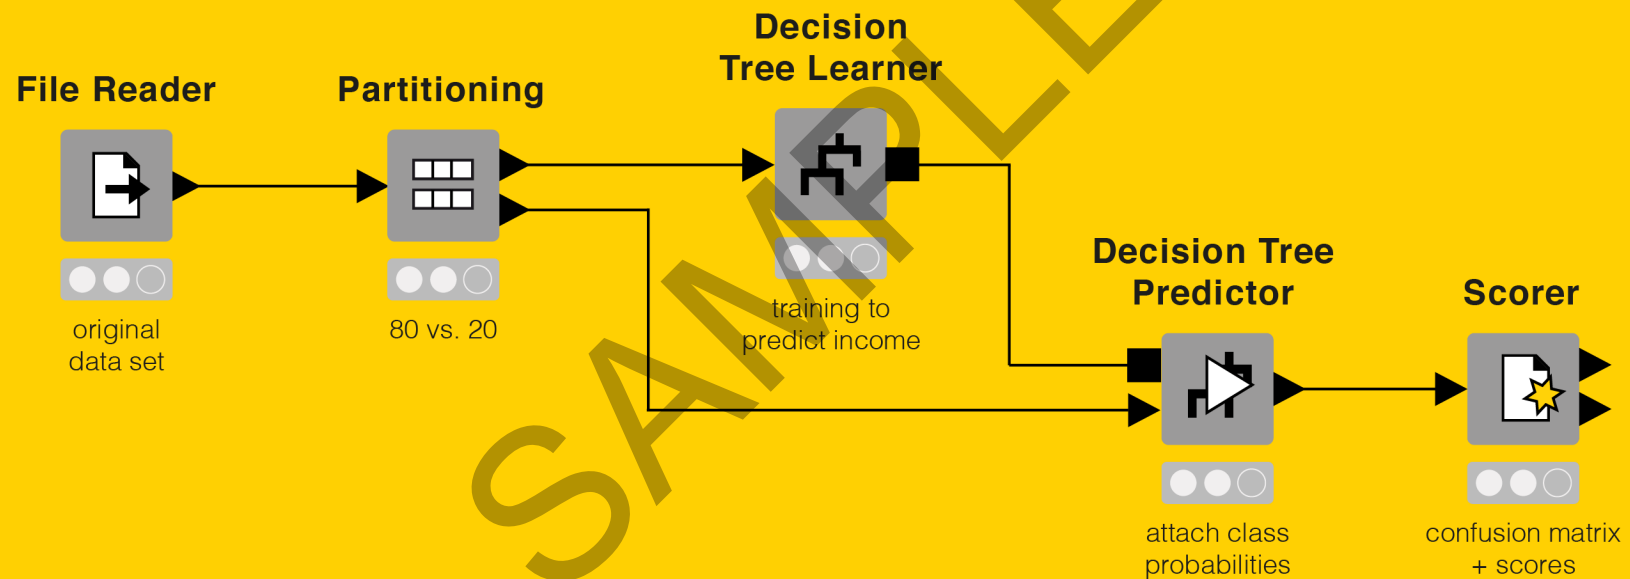 File Reader
original
data set
Partitioning
80 vs. 20
Decision
Tree Learner
training to
predict income
Decision Tree
Predictor
attach class
probabilities
Scorer
confusion matrix
+ scores
SAMPLE